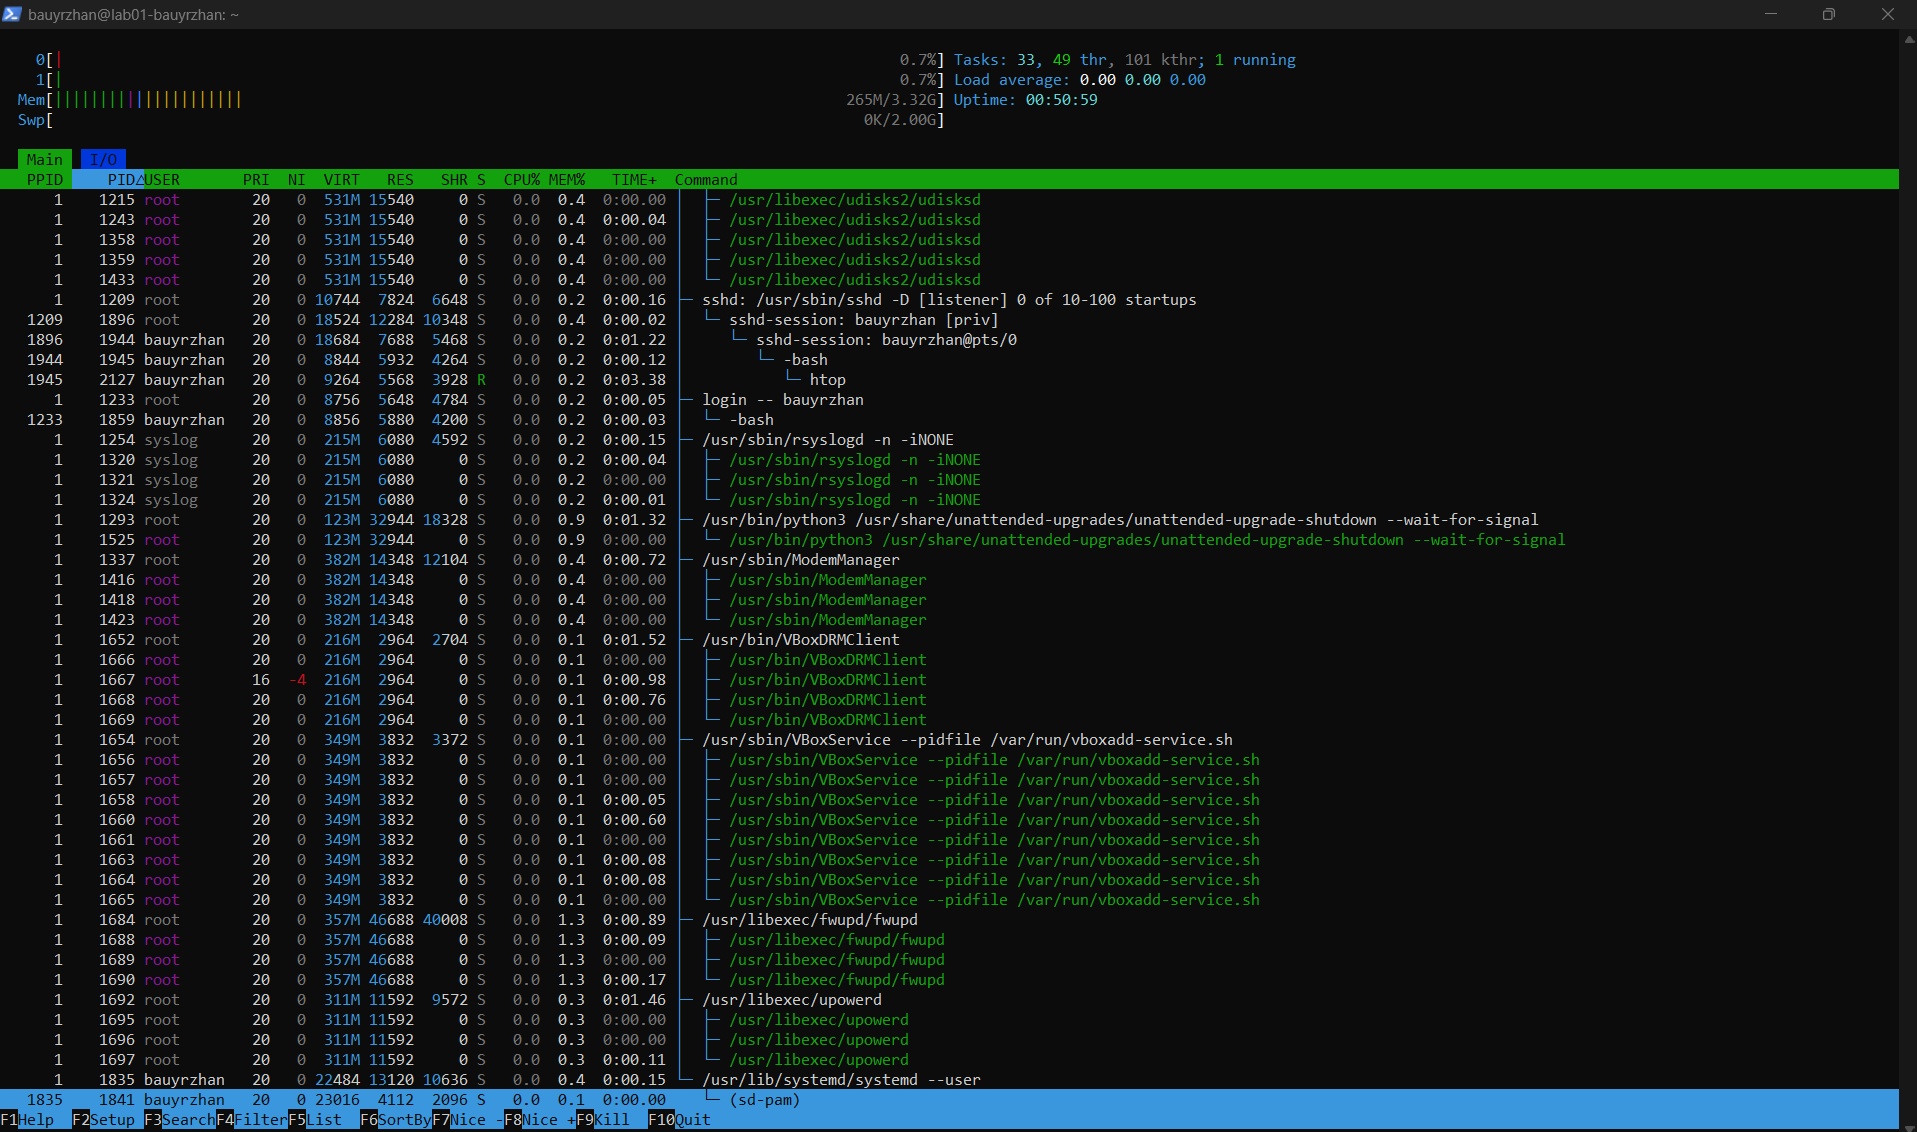 bauyrzhan@lab01-bauyrzhan: ~
0[| 0.7%] Tasks: 33, 49 thr, 101 kthr; 1 running
1[| 0.7%] Load average: 0.00 0.00 0.00
Mem[||||||||||||||||||||| 265M/3.32G] Uptime: 00:50:59
Swp[ 0K/2.00G]
Main I/O
PPID PID△USER PRI NI VIRT RES SHR S CPU% MEM% TIME+ Command
1 1215 root 20 0 531M 15540 0 S 0.0 0.4 0:00.00 │ ├─ /usr/libexec/udisks2/udisksd
1 1243 root 20 0 531M 15540 0 S 0.0 0.4 0:00.04 │ ├─ /usr/libexec/udisks2/udisksd
1 1358 root 20 0 531M 15540 0 S 0.0 0.4 0:00.00 │ ├─ /usr/libexec/udisks2/udisksd
1 1359 root 20 0 531M 15540 0 S 0.0 0.4 0:00.00 │ ├─ /usr/libexec/udisks2/udisksd
1 1433 root 20 0 531M 15540 0 S 0.0 0.4 0:00.00 │ └─ /usr/libexec/udisks2/udisksd
1 1209 root 20 0 10744 7824 6648 S 0.0 0.2 0:00.16 ├─ sshd: /usr/sbin/sshd -D [listener] 0 of 10-100 startups
1209 1896 root 20 0 18524 12284 10348 S 0.0 0.4 0:00.02 │ └─ sshd-session: bauyrzhan [priv]
1896 1944 bauyrzhan 20 0 18684 7688 5468 S 0.0 0.2 0:01.22 │ └─ sshd-session: bauyrzhan@pts/0
1944 1945 bauyrzhan 20 0 8844 5932 4264 S 0.0 0.2 0:00.12 │ └─ -bash
1945 2127 bauyrzhan 20 0 9264 5568 3928 R 0.0 0.2 0:03.38 │ └─ htop
1 1233 root 20 0 8756 5648 4784 S 0.0 0.2 0:00.05 ├─ login -- bauyrzhan
1233 1859 bauyrzhan 20 0 8856 5880 4200 S 0.0 0.2 0:00.03 │ └─ -bash
1 1254 syslog 20 0 215M 6080 4592 S 0.0 0.2 0:00.15 ├─ /usr/sbin/rsyslogd -n -iNONE
1 1320 syslog 20 0 215M 6080 0 S 0.0 0.2 0:00.04 │ ├─ /usr/sbin/rsyslogd -n -iNONE
1 1321 syslog 20 0 215M 6080 0 S 0.0 0.2 0:00.00 │ ├─ /usr/sbin/rsyslogd -n -iNONE
1 1324 syslog 20 0 215M 6080 0 S 0.0 0.2 0:00.01 │ └─ /usr/sbin/rsyslogd -n -iNONE
1 1293 root 20 0 123M 32944 18328 S 0.0 0.9 0:01.32 ├─ /usr/bin/python3 /usr/share/unattended-upgrades/unattended-upgrade-shutdown --wait-for-signal
1 1525 root 20 0 123M 32944 0 S 0.0 0.9 0:00.00 │ └─ /usr/bin/python3 /usr/share/unattended-upgrades/unattended-upgrade-shutdown --wait-for-signal
1 1337 root 20 0 382M 14348 12104 S 0.0 0.4 0:00.72 ├─ /usr/sbin/ModemManager
1 1416 root 20 0 382M 14348 0 S 0.0 0.4 0:00.00 │ ├─ /usr/sbin/ModemManager
1 1418 root 20 0 382M 14348 0 S 0.0 0.4 0:00.00 │ ├─ /usr/sbin/ModemManager
1 1423 root 20 0 382M 14348 0 S 0.0 0.4 0:00.00 │ └─ /usr/sbin/ModemManager
1 1652 root 20 0 216M 2964 2704 S 0.0 0.1 0:01.52 ├─ /usr/bin/VBoxDRMClient
1 1666 root 20 0 216M 2964 0 S 0.0 0.1 0:00.00 │ ├─ /usr/bin/VBoxDRMClient
1 1667 root 16 -4 216M 2964 0 S 0.0 0.1 0:00.98 │ ├─ /usr/bin/VBoxDRMClient
1 1668 root 20 0 216M 2964 0 S 0.0 0.1 0:00.76 │ ├─ /usr/bin/VBoxDRMClient
1 1669 root 20 0 216M 2964 0 S 0.0 0.1 0:00.00 │ └─ /usr/bin/VBoxDRMClient
1 1654 root 20 0 349M 3832 3372 S 0.0 0.1 0:00.00 ├─ /usr/sbin/VBoxService --pidfile /var/run/vboxadd-service.sh
1 1656 root 20 0 349M 3832 0 S 0.0 0.1 0:00.00 │ ├─ /usr/sbin/VBoxService --pidfile /var/run/vboxadd-service.sh
1 1657 root 20 0 349M 3832 0 S 0.0 0.1 0:00.00 │ ├─ /usr/sbin/VBoxService --pidfile /var/run/vboxadd-service.sh
1 1658 root 20 0 349M 3832 0 S 0.0 0.1 0:00.05 │ ├─ /usr/sbin/VBoxService --pidfile /var/run/vboxadd-service.sh
1 1660 root 20 0 349M 3832 0 S 0.0 0.1 0:00.60 │ ├─ /usr/sbin/VBoxService --pidfile /var/run/vboxadd-service.sh
1 1661 root 20 0 349M 3832 0 S 0.0 0.1 0:00.00 │ ├─ /usr/sbin/VBoxService --pidfile /var/run/vboxadd-service.sh
1 1663 root 20 0 349M 3832 0 S 0.0 0.1 0:00.08 │ ├─ /usr/sbin/VBoxService --pidfile /var/run/vboxadd-service.sh
1 1664 root 20 0 349M 3832 0 S 0.0 0.1 0:00.08 │ ├─ /usr/sbin/VBoxService --pidfile /var/run/vboxadd-service.sh
1 1665 root 20 0 349M 3832 0 S 0.0 0.1 0:00.00 │ └─ /usr/sbin/VBoxService --pidfile /var/run/vboxadd-service.sh
1 1684 root 20 0 357M 46688 40008 S 0.0 1.3 0:00.89 ├─ /usr/libexec/fwupd/fwupd
1 1688 root 20 0 357M 46688 0 S 0.0 1.3 0:00.09 │ ├─ /usr/libexec/fwupd/fwupd
1 1689 root 20 0 357M 46688 0 S 0.0 1.3 0:00.00 │ ├─ /usr/libexec/fwupd/fwupd
1 1690 root 20 0 357M 46688 0 S 0.0 1.3 0:00.17 │ └─ /usr/libexec/fwupd/fwupd
1 1692 root 20 0 311M 11592 9572 S 0.0 0.3 0:01.46 ├─ /usr/libexec/upowerd
1 1695 root 20 0 311M 11592 0 S 0.0 0.3 0:00.00 │ ├─ /usr/libexec/upowerd
1 1696 root 20 0 311M 11592 0 S 0.0 0.3 0:00.00 │ ├─ /usr/libexec/upowerd
1 1697 root 20 0 311M 11592 0 S 0.0 0.3 0:00.11 │ └─ /usr/libexec/upowerd
1 1835 bauyrzhan 20 0 22484 13120 10636 S 0.0 0.4 0:00.15 └─ /usr/lib/systemd/systemd --user
1835 1841 bauyrzhan 20 0 23016 4112 2096 S 0.0 0.1 0:00.00 └─ (sd-pam)
F1Help F2Setup F3SearchF4FilterF5List F6SortByF7Nice -F8Nice +F9Kill F10Quit